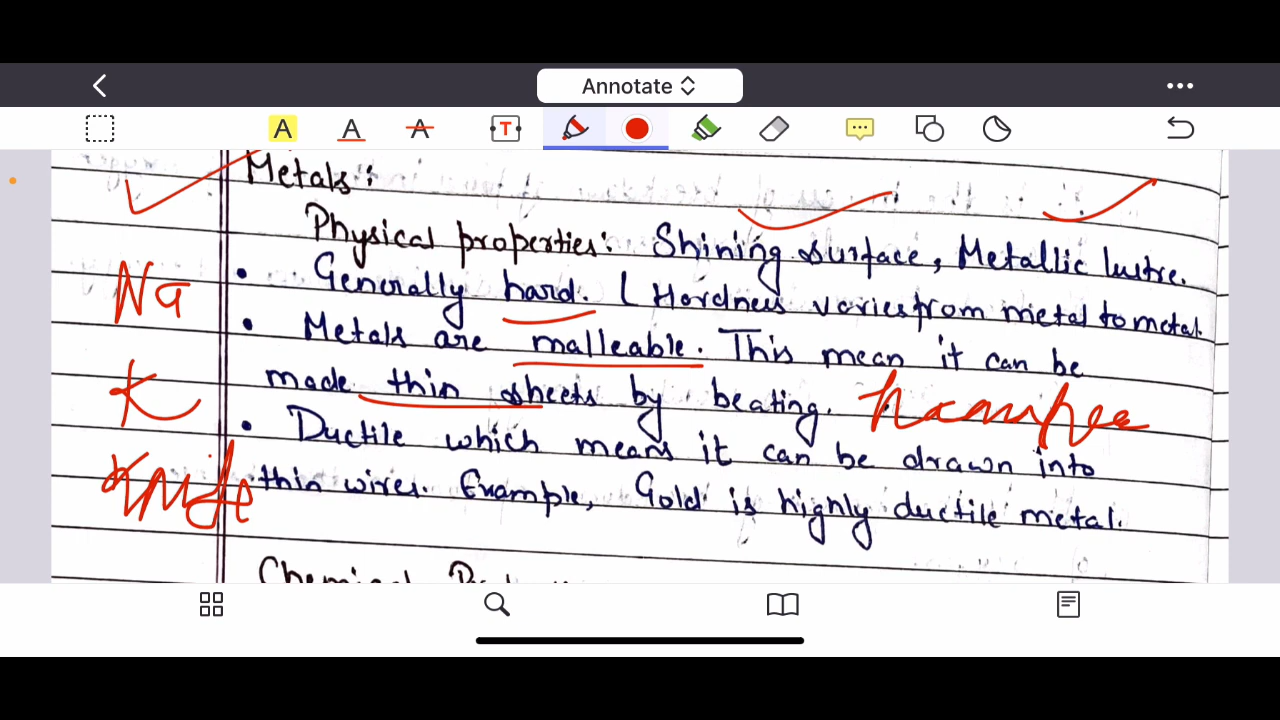 Annotate
A A A T
Metals:
Physical properties: Shining surface, Metallic lustre.
Na
• Generally hard. (Hardness varies from metal to metal.
• Metals are malleable. This mean it can be
K
made thin sheets by beating.
• Ductile which means it can be drawn into
Knife
thin wires. Example, Gold is highly ductile metal.
Chemical